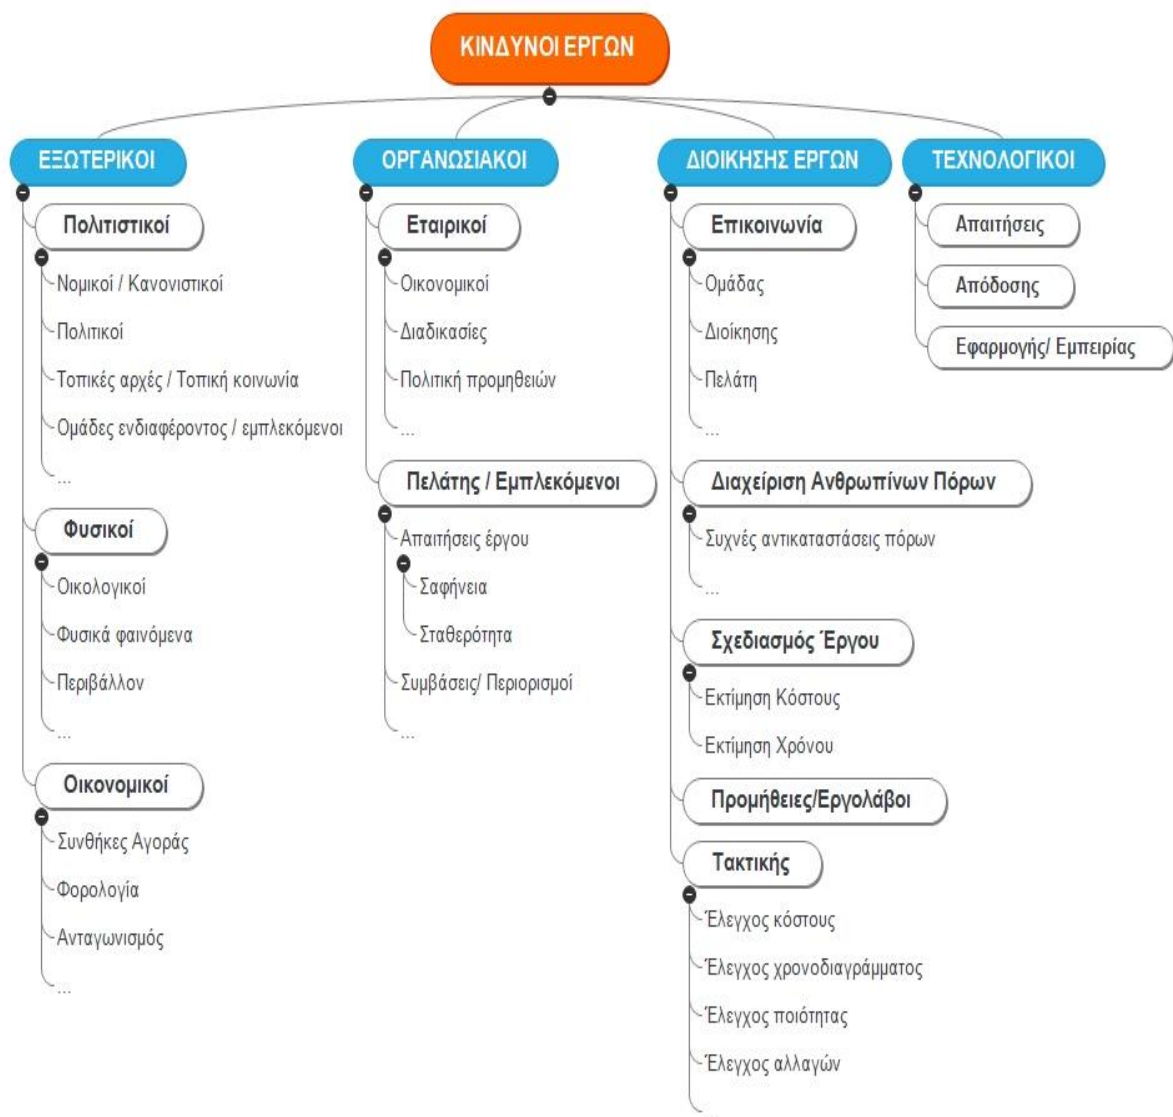 ΚΙΝΔΥΝΟΙ ΕΡΓΩΝ
ΕΞΩΤΕΡΙΚΟΙ
Πολιτιστικοί
Νομικοί / Κανονιστικοί
Πολιτικοί
Τοπικές αρχές / Τοπική κοινωνία
Ομάδες ενδιαφέροντος / εμπλεκόμενοι
...
Φυσικοί
Οικολογικοί
Φυσικά φαινόμενα
Περιβάλλον
...
Οικονομικοί
Συνθήκες Αγοράς
Φορολογία
Ανταγωνισμός
...
ΟΡΓΑΝΩΣΙΑΚΟΙ
Εταιρικοί
Οικονομικοί
Διαδικασίες
Πολιτική προμηθειών
...
Πελάτης / Εμπλεκόμενοι
Απαιτήσεις έργου
Σαφήνεια
Σταθερότητα
Συμβάσεις/ Περιορισμοί
...
ΔΙΟΙΚΗΣΗΣ ΕΡΓΩΝ
Επικοινωνία
Ομάδας
Διοίκησης
Πελάτη
...
Διαχείριση Ανθρωπίνων Πόρων
Συχνές αντικαταστάσεις πόρων
...
Σχεδιασμός Έργου
Εκτίμηση Κόστους
Εκτίμηση Χρόνου
Προμήθειες/Εργολάβοι
Τακτικής
Έλεγχος κόστους
Έλεγχος χρονοδιαγράμματος
Έλεγχος ποιότητας
Έλεγχος αλλαγών
...
ΤΕΧΝΟΛΟΓΙΚΟΙ
Απαιτήσεις
Απόδοσης
Εφαρμογής/ Εμπειρίας